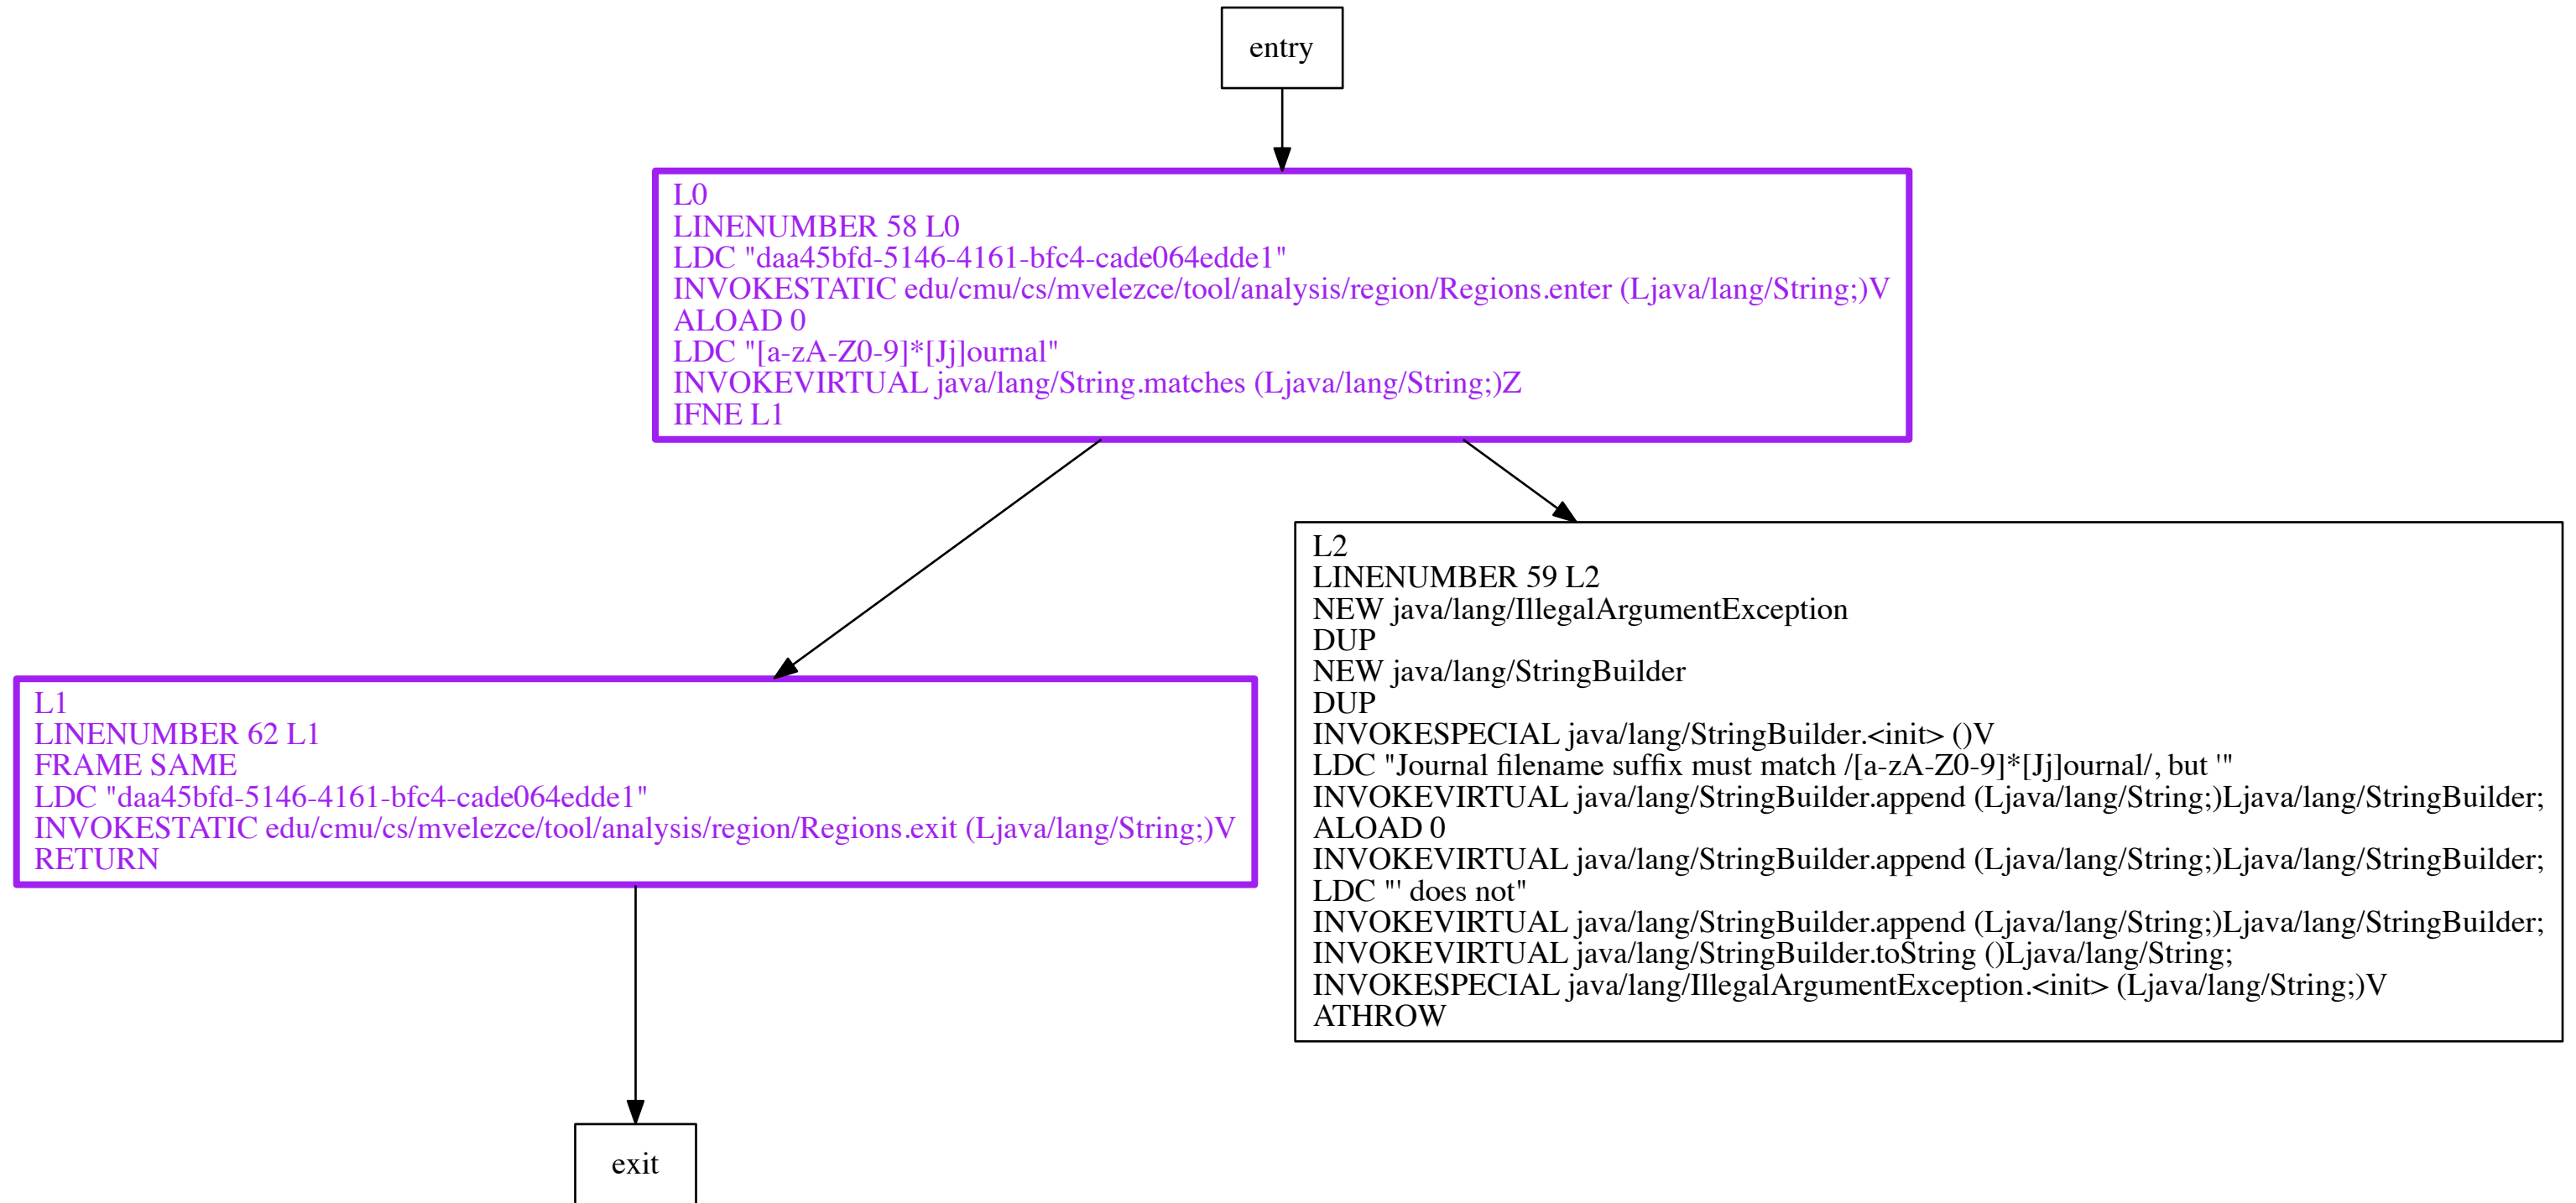 entry
L0
LINENUMBER 58 L0
LDC "daa45bfd-5146-4161-bfc4-cade064edde1"
INVOKESTATIC edu/cmu/cs/mvelezce/tool/analysis/region/Regions.enter (Ljava/lang/String;)V
ALOAD 0
LDC "[a-zA-Z0-9]*[Jj]ournal"
INVOKEVIRTUAL java/lang/String.matches (Ljava/lang/String;)Z
IFNE L1
L2
LINENUMBER 59 L2
NEW java/lang/IllegalArgumentException
DUP
NEW java/lang/StringBuilder
DUP
INVOKESPECIAL java/lang/StringBuilder.<init> ()V
LDC "Journal filename suffix must match /[a-zA-Z0-9]*[Jj]ournal/, but '"
INVOKEVIRTUAL java/lang/StringBuilder.append (Ljava/lang/String;)Ljava/lang/StringBuilder;
ALOAD 0
INVOKEVIRTUAL java/lang/StringBuilder.append (Ljava/lang/String;)Ljava/lang/StringBuilder;
LDC "' does not"
INVOKEVIRTUAL java/lang/StringBuilder.append (Ljava/lang/String;)Ljava/lang/StringBuilder;
INVOKEVIRTUAL java/lang/StringBuilder.toString ()Ljava/lang/String;
INVOKESPECIAL java/lang/IllegalArgumentException.<init> (Ljava/lang/String;)V
ATHROW
L1
LINENUMBER 62 L1
FRAME SAME
LDC "daa45bfd-5146-4161-bfc4-cade064edde1"
INVOKESTATIC edu/cmu/cs/mvelezce/tool/analysis/region/Regions.exit (Ljava/lang/String;)V
RETURN
exit